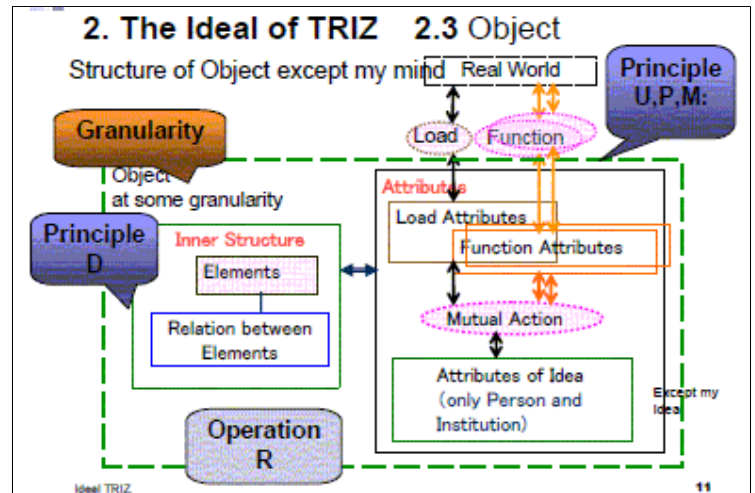 2. The Ideal of TRIZ 2.3 Object
Structure of Object except my mind
Real World
Principle
U,P,M:
Granularity
Load
Function
Object
at some granularity
Attributes
Load Attributes
Function Attributes
Principle
D
Inner Structure
Elements
Relation between
Elements
Mutual Action
Attributes of Idea
(only Person and
Institution)
Except my
Idea
Operation
R
Ideal TRIZ
11